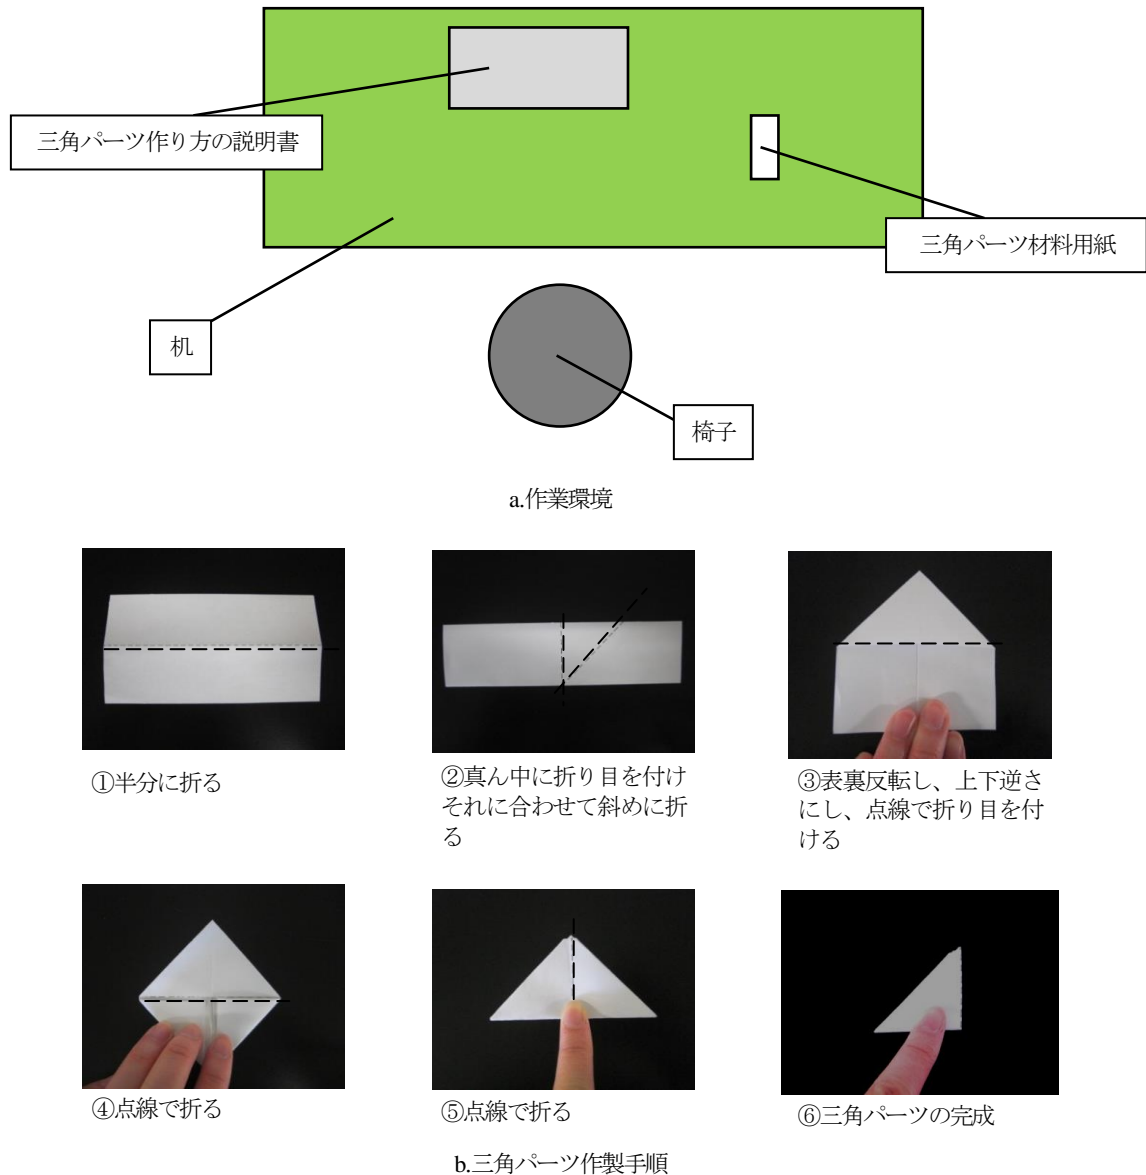 三角パーツ作り方の説明書
三角パーツ材料用紙
机
椅子
a.作業環境
①半分に折る
②真ん中に折り目を付け
それに合わせて斜めに折
る
③表裏反転し、上下逆さ
にし、点線で折り目を付
ける
④点線で折る
⑤点線で折る
⑥三角パーツの完成
b.三角パーツ作製手順